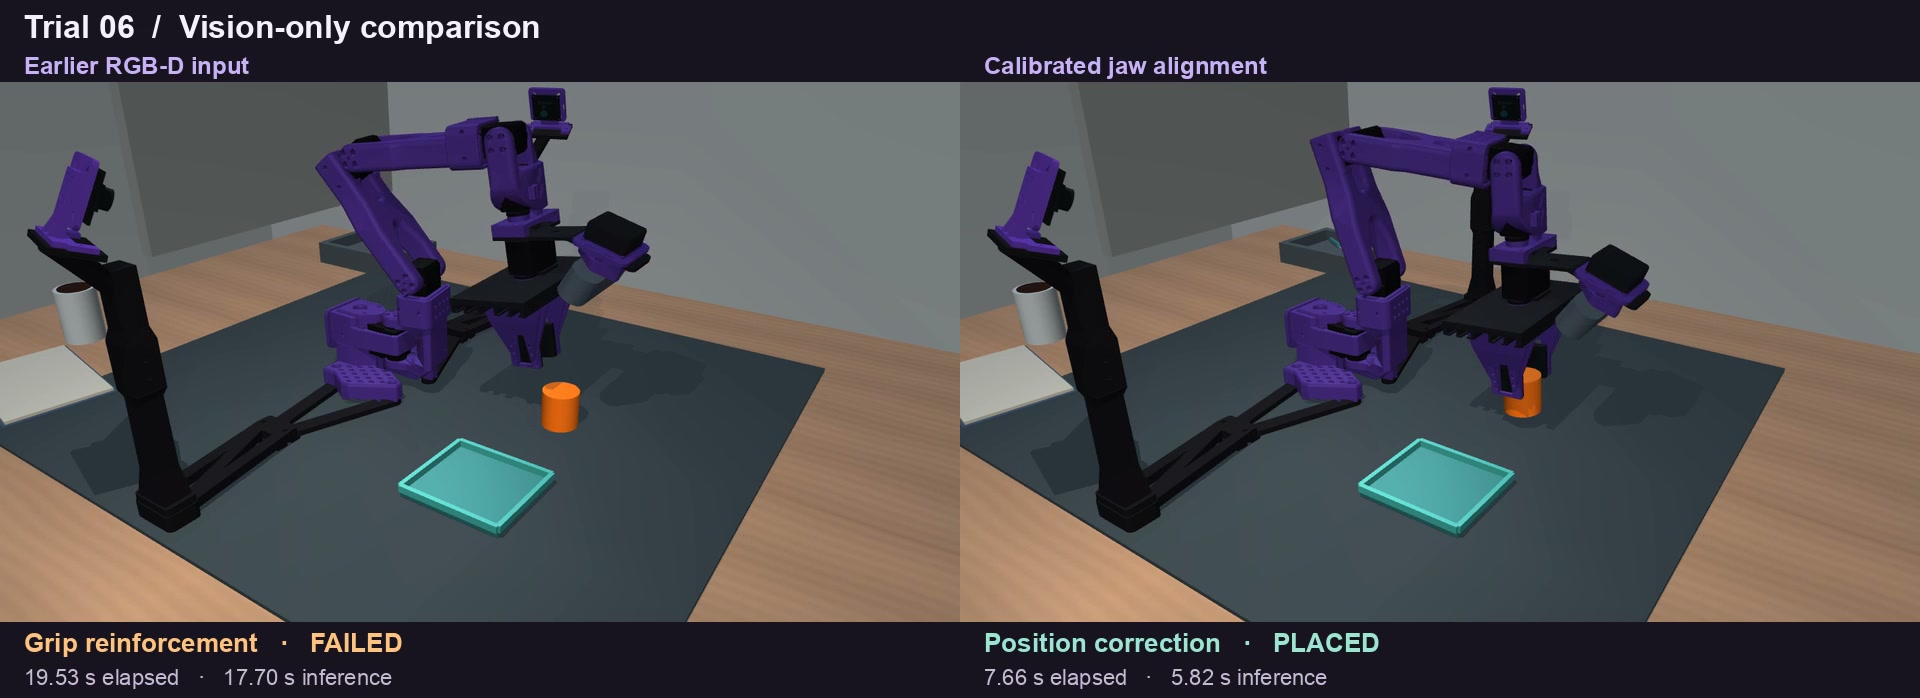 Trial 06 / Vision-only comparison
Earlier RGB-D input
Calibrated jaw alignment
Grip reinforcement · FAILED
19.53 s elapsed · 17.70 s inference
Position correction · PLACED
7.66 s elapsed · 5.82 s inference